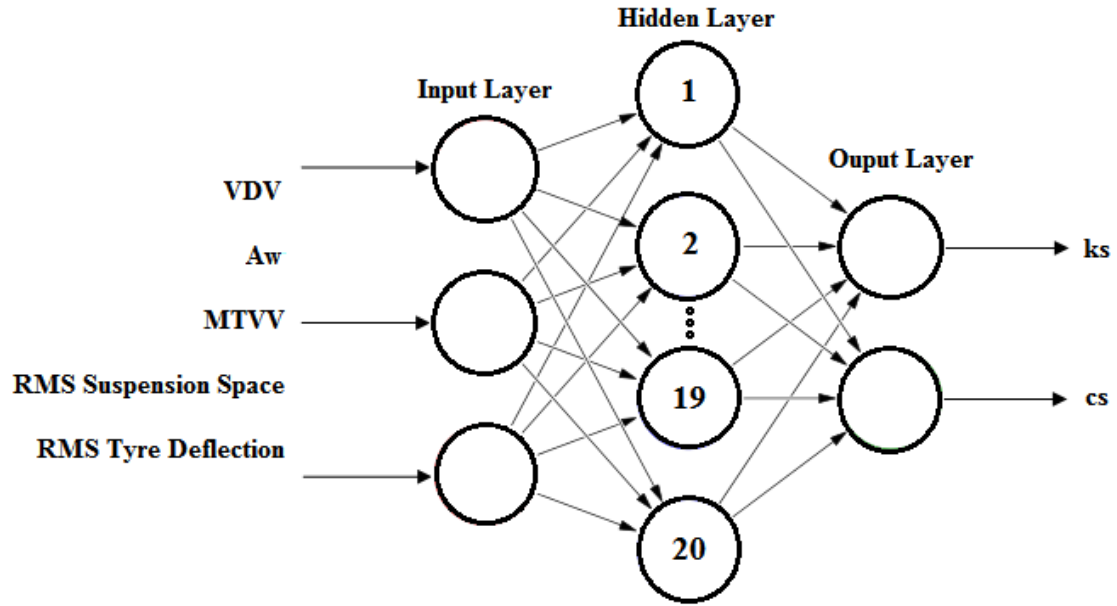 Hidden Layer
Input Layer
Ouput Layer
VDV
Aw
MTVV
RMS Suspension Space
RMS Tyre Deflection
1
2
19
20
ks
cs